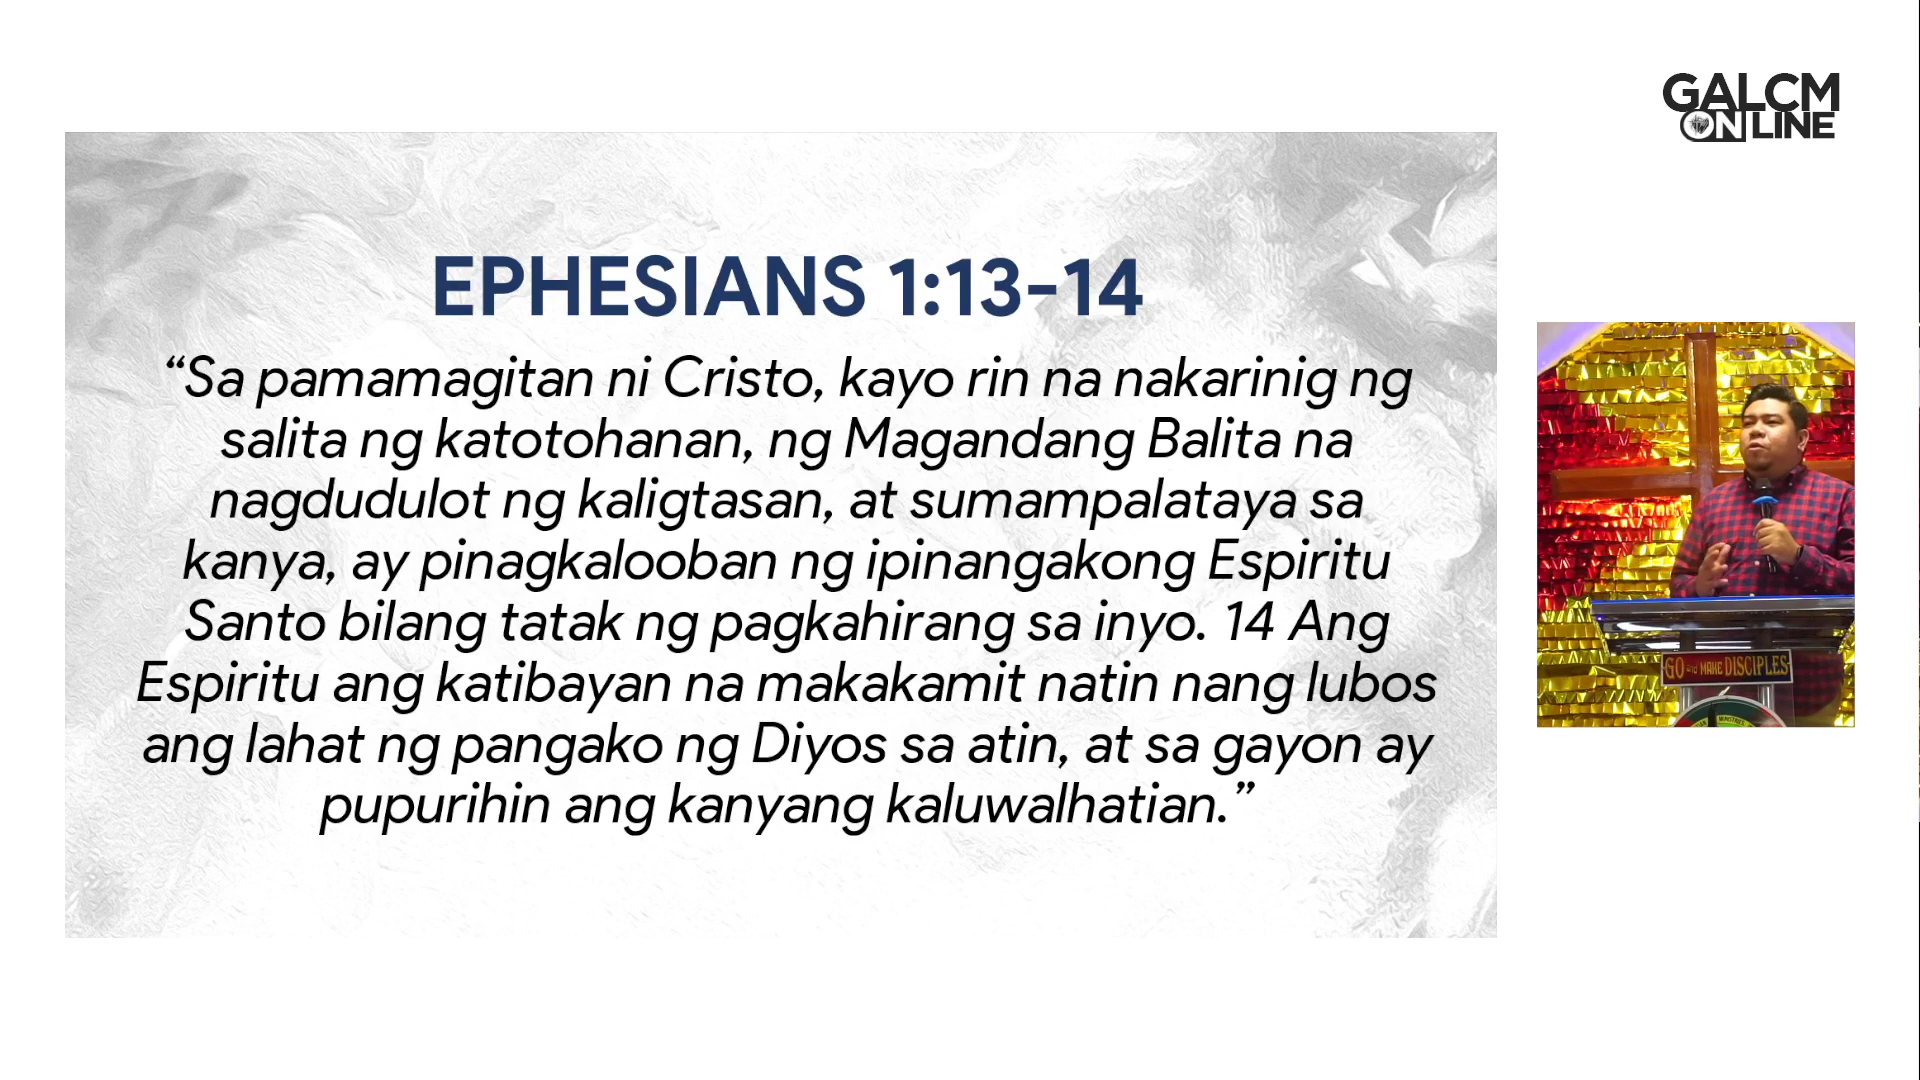 GALCM
ONLINE
EPHESIANS 1:13-14
“Sa pamamagitan ni Cristo, kayo rin na nakarinig ng
salita ng katotohanan, ng Magandang Balita na
nagdudulot ng kaligtasan, at sumampalataya sa
kanya, ay pinagkalooban ng ipinangakong Espiritu
Santo bilang tatak ng pagkahirang sa inyo. 14 Ang
Espiritu ang katibayan na makakamit natin nang lubos
ang lahat ng pangako ng Diyos sa atin, at sa gayon ay
pupurihin ang kanyang kaluwalhatian.”
GO and MAKE DISCIPLES